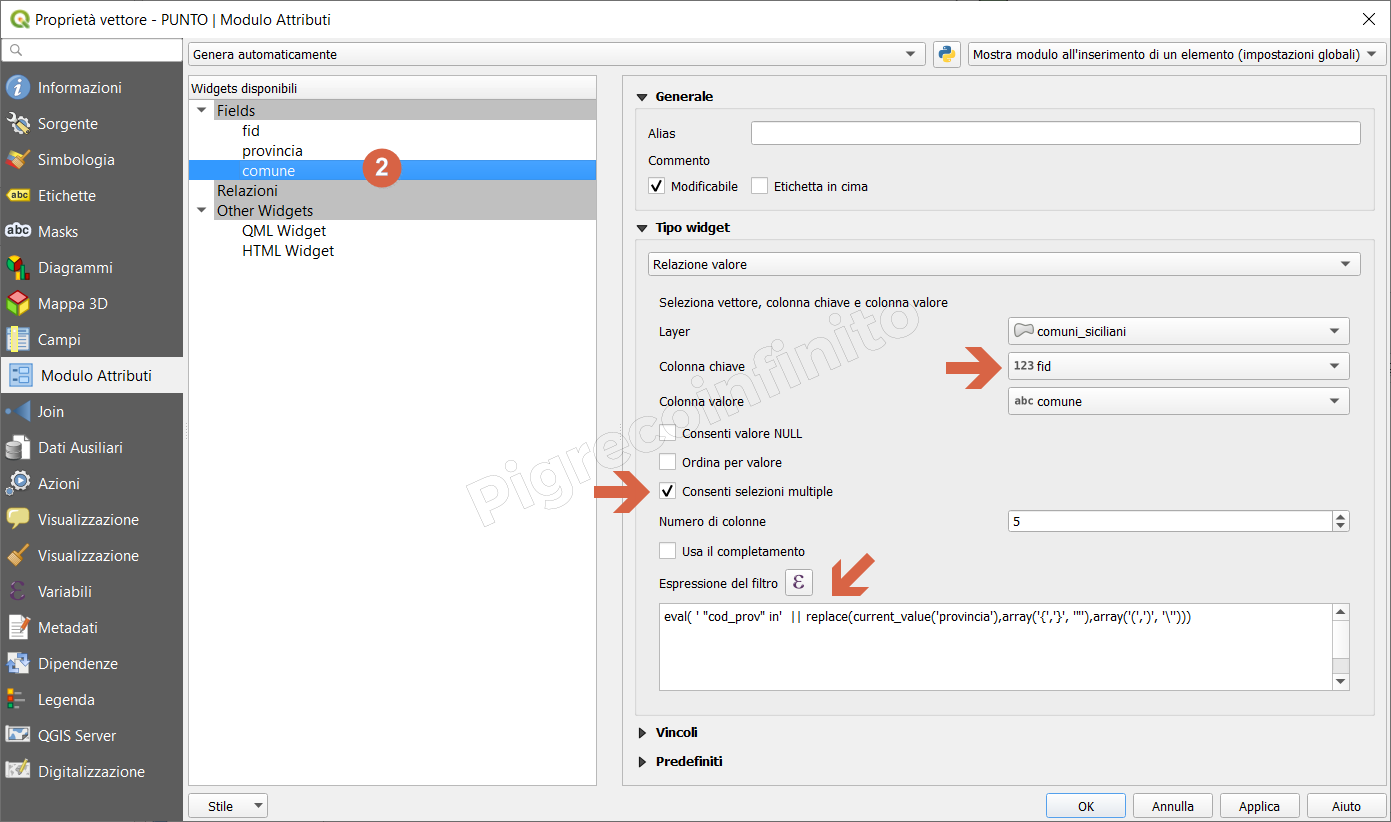 Proprietà vettore - PUNTO | Modulo Attributi
Informazioni
Sorgente
Simbologia
abc Etichette
abc Masks
Diagrammi
Mappa 3D
Campi
Modulo Attributi
Join
Dati Ausiliari
Azioni
Visualizzazione
Visualizzazione
Variabili
Metadati
Dipendenze
Legenda
QGIS Server
Digitalizzazione
Genera automaticamente
Mostra modulo all'inserimento di un elemento (impostazioni globali)
Widgets disponibili
Fields
fid
provincia
comune
2
Relazioni
Other Widgets
QML Widget
HTML Widget
Generale
Alias
Commento
Modificabile
Etichetta in cima
Tipo widget
Relazione valore
Seleziona vettore, colonna chiave e colonna valore
Layer
comuni_siciliani
Colonna chiave
123 fid
Colonna valore
abc comune
Consenti valore NULL
Ordina per valore
Consenti selezioni multiple
Numero di colonne
5
Usa il completamento
Espressione del filtro ε
eval( ' "cod_prov" in' || replace(current_value('provincia'),array('{','}', '"'),array('(',')', '\'')))
Vincoli
Predefiniti
Pigrecoinfinito
Stile
OK
Annulla
Applica
Aiuto